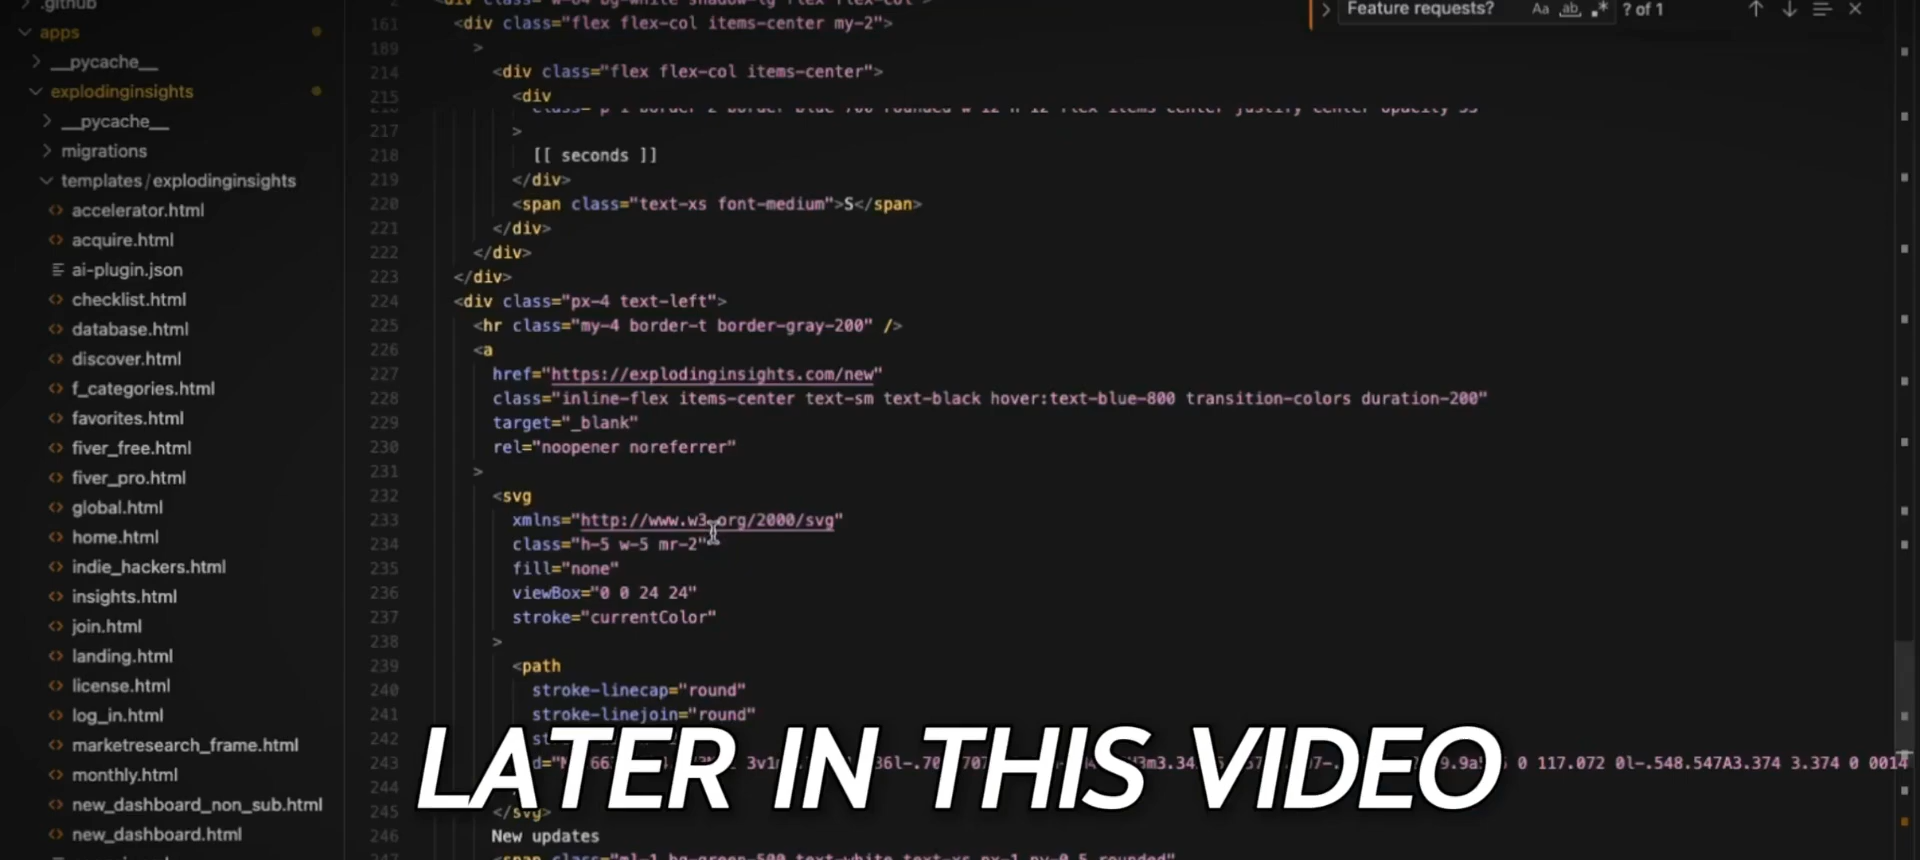 .github
apps
__pycache__
explodinginsights
__pycache__
migrations
templates/explodinginsights
accelerator.html
acquire.html
ai-plugin.json
checklist.html
database.html
discover.html
f_categories.html
favorites.html
fiver_free.html
fiver_pro.html
global.html
home.html
indie_hackers.html
insights.html
join.html
landing.html
license.html
log_in.html
marketresearch_frame.html
monthly.html
new_dashboard_non_sub.html
new_dashboard.html
Feature requests? Aa ab .* ? of 1
2
161 <div class="flex flex-col items-center my-2">
189 >
214 <div class="flex flex-col items-center">
215 <div
217 >
218 [[ seconds ]]
219 </div>
220 <span class="text-xs font-medium">S</span>
221 </div>
222 </div>
223 </div>
224 <div class="px-4 text-left">
225 <hr class="my-4 border-t border-gray-200" />
226 <a
227 href="https://explodinginsights.com/new"
228 class="inline-flex items-center text-sm text-black hover:text-blue-800 transition-colors duration-200"
229 target="_blank"
230 rel="noopener noreferrer"
231 >
232 <svg
233 xmlns="http://www.w3.org/2000/svg"
234 class="h-5 w-5 mr-2"
235 fill="none"
236 viewBox="0 0 24 24"
237 stroke="currentColor"
238 >
239 <path
240 stroke-linecap="round"
241 stroke-linejoin="round"
242
243 0 117.072 0l-.548.547A3.374 3.374 0 0014
244
245 </svg>
246 New updates
LATER IN THIS VIDEO